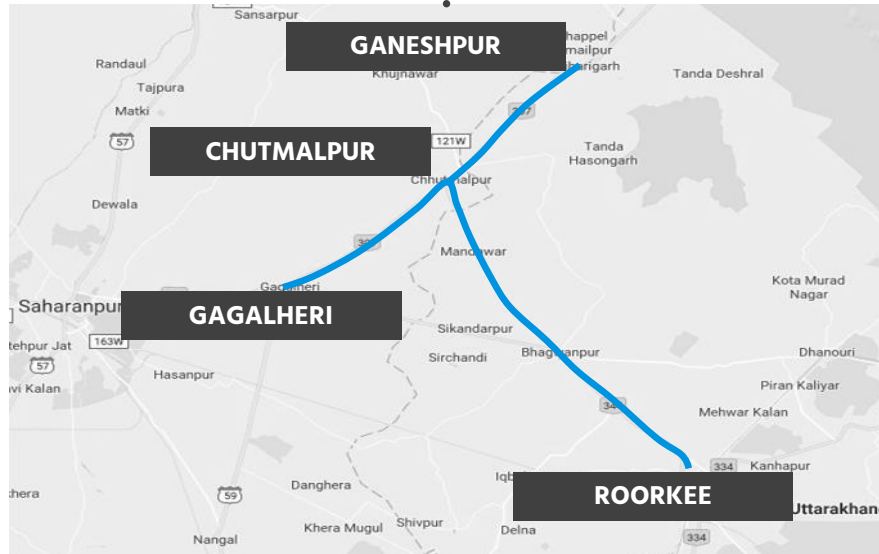 Sansarpur
GANESHPUR
Randaul
Khujnawar
Tanda Deshral
Tajpura
Matki
57
121W
CHUTMALPUR
Tanda
Hasongarh
Dewala
Mandawar
Kota Murad
Nagar
Saharanpur
GAGALHERI
Sikandarpur
163W
Sirchandi
Bhagwanpur
Dhanouri
57
Hasanpur
Piran Kaliyar
Mehwar Kalan
334
Kanhapur
Danghera
59
ROORKEE
Khera Mugul
Shivpur
Delna
Nangal
334